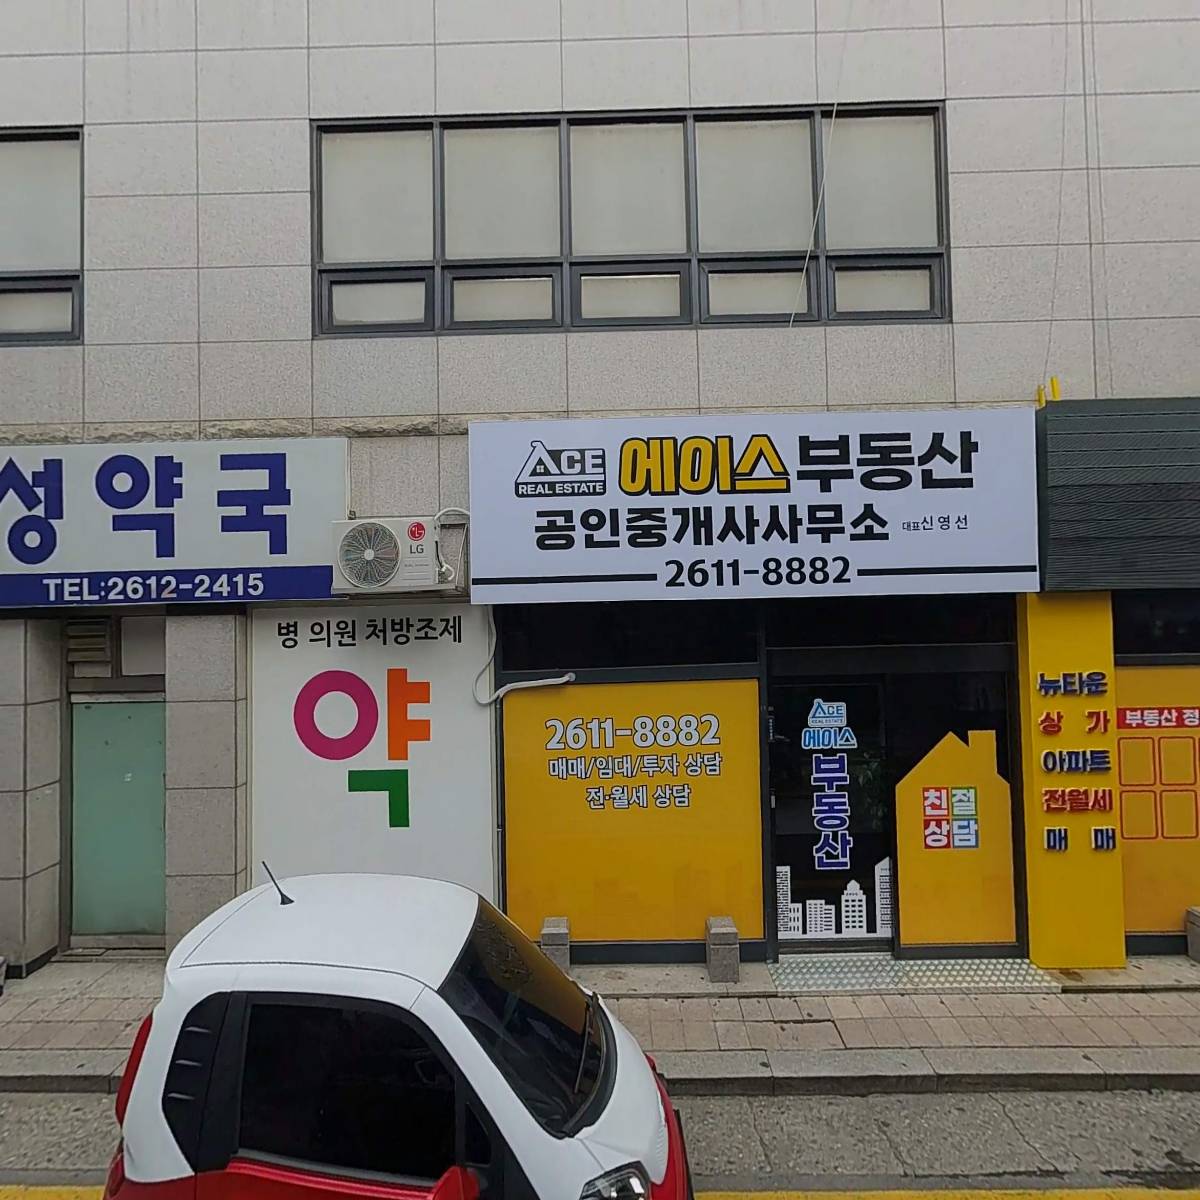 성약국
TEL:2612-2415
병 의원 처방조제
약
LG
ACE
REAL ESTATE
에이스부동산
공인중개사사무소 대표신영선
2611-8882
2611-8882
매매/임대/투자 상담
전·월세 상담
ACE
REAL ESTATE
에이스
부동산
친절
상담
뉴타운
상가
아파트
전월세
매매
부동산 정